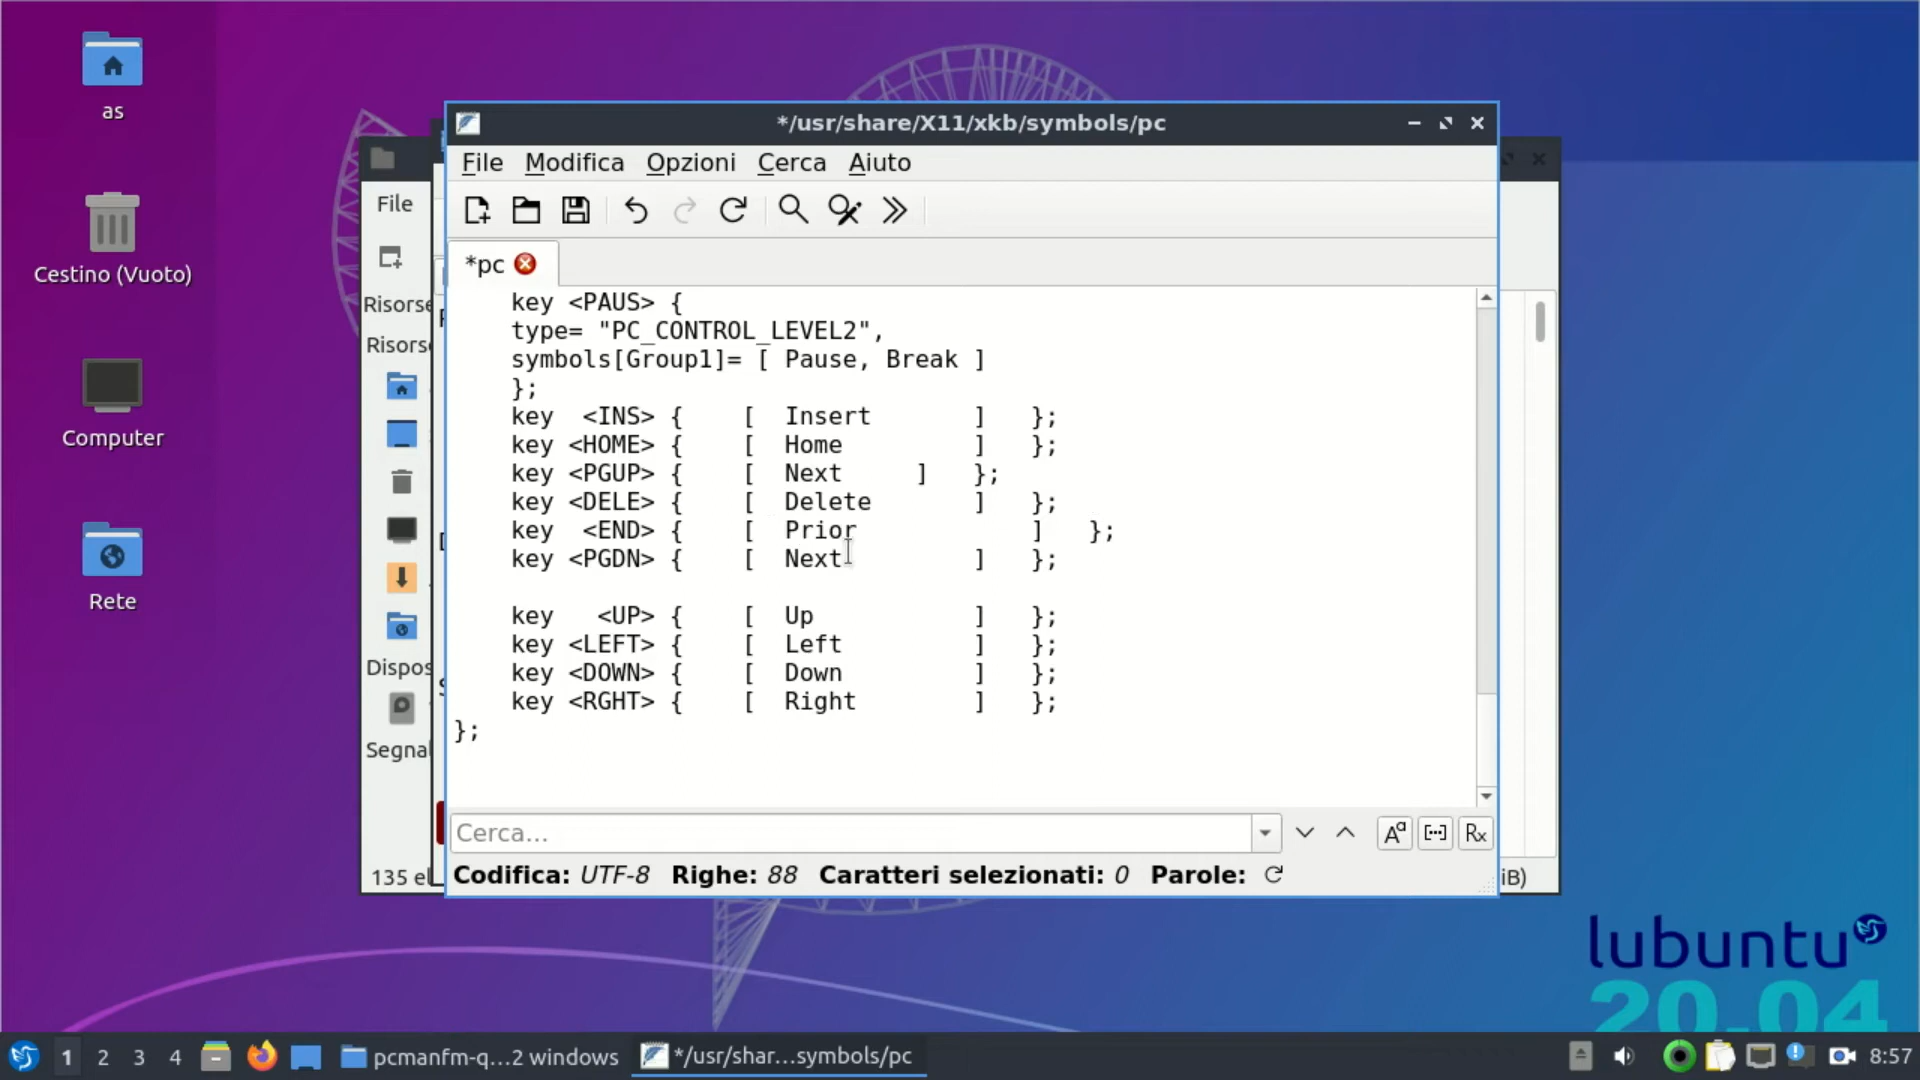 as
Cestino (Vuoto)
Computer
Rete
File
Risorse
Risorse
Dispos
Segnal
135 el
iB)
*/usr/share/X11/xkb/symbols/pc
File Modifica Opzioni Cerca Aiuto
*pc
key <PAUS> {
type= "PC_CONTROL_LEVEL2",
symbols[Group1]= [ Pause, Break ]
};
key <INS> { [ Insert ] };
key <HOME> { [ Home ] };
key <PGUP> { [ Next ] };
key <DELE> { [ Delete ] };
key <END> { [ Prior ] };
key <PGDN> { [ Next ] };
key <UP> { [ Up ] };
key <LEFT> { [ Left ] };
key <DOWN> { [ Down ] };
key <RGHT> { [ Right ] };
};
Cerca...
Aª
Rx
Codifica: UTF-8 Righe: 88 Caratteri selezionati: 0 Parole:
lubuntu
20.04
1 2 3 4 pcmanfm-q...2 windows */usr/shar...symbols/pc 8:57